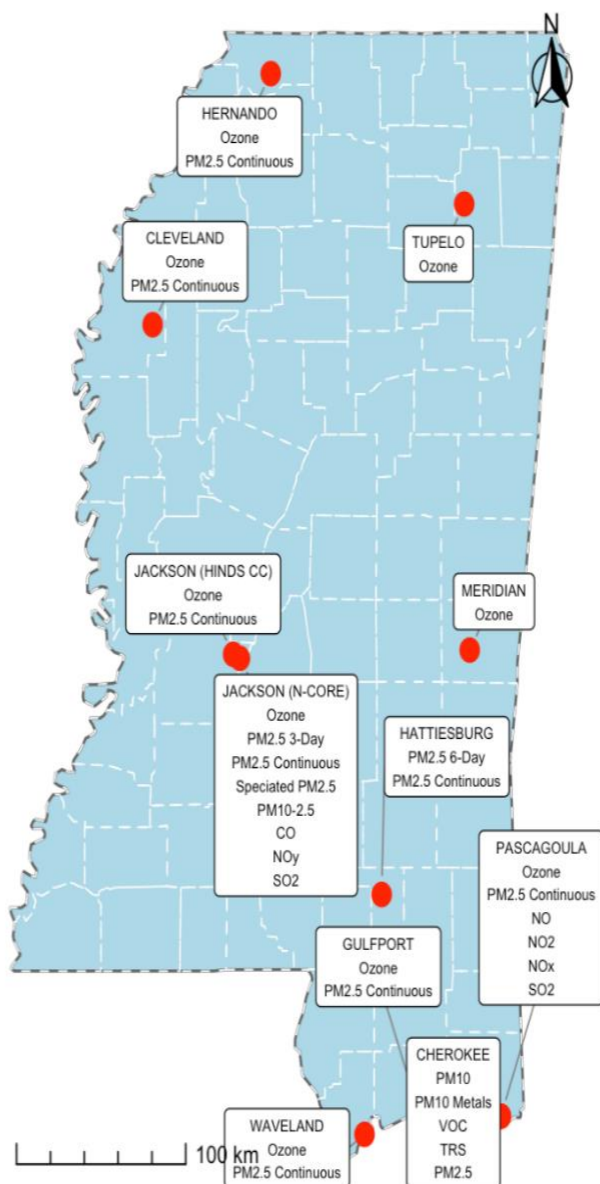 N
HERNANDO
Ozone
PM2.5 Continuous
TUPELO
Ozone
CLEVELAND
Ozone
PM2.5 Continuous
JACKSON (HINDS CC)
Ozone
PM2.5 Continuous
MERIDIAN
Ozone
JACKSON (N-CORE)
Ozone
PM2.5 3-Day
PM2.5 Continuous
Speciated PM2.5
PM10-2.5
CO
NOy
SO2
HATTIESBURG
PM2.5 6-Day
PM2.5 Continuous
PASCAGOULA
Ozone
PM2.5 Continuous
NO
NO2
NOx
SO2
GULFPORT
Ozone
PM2.5 Continuous
CHEROKEE
PM10
PM10 Metals
VOC
TRS
PM2.5
WAVELAND
Ozone
PM2.5 Continuous
100 km